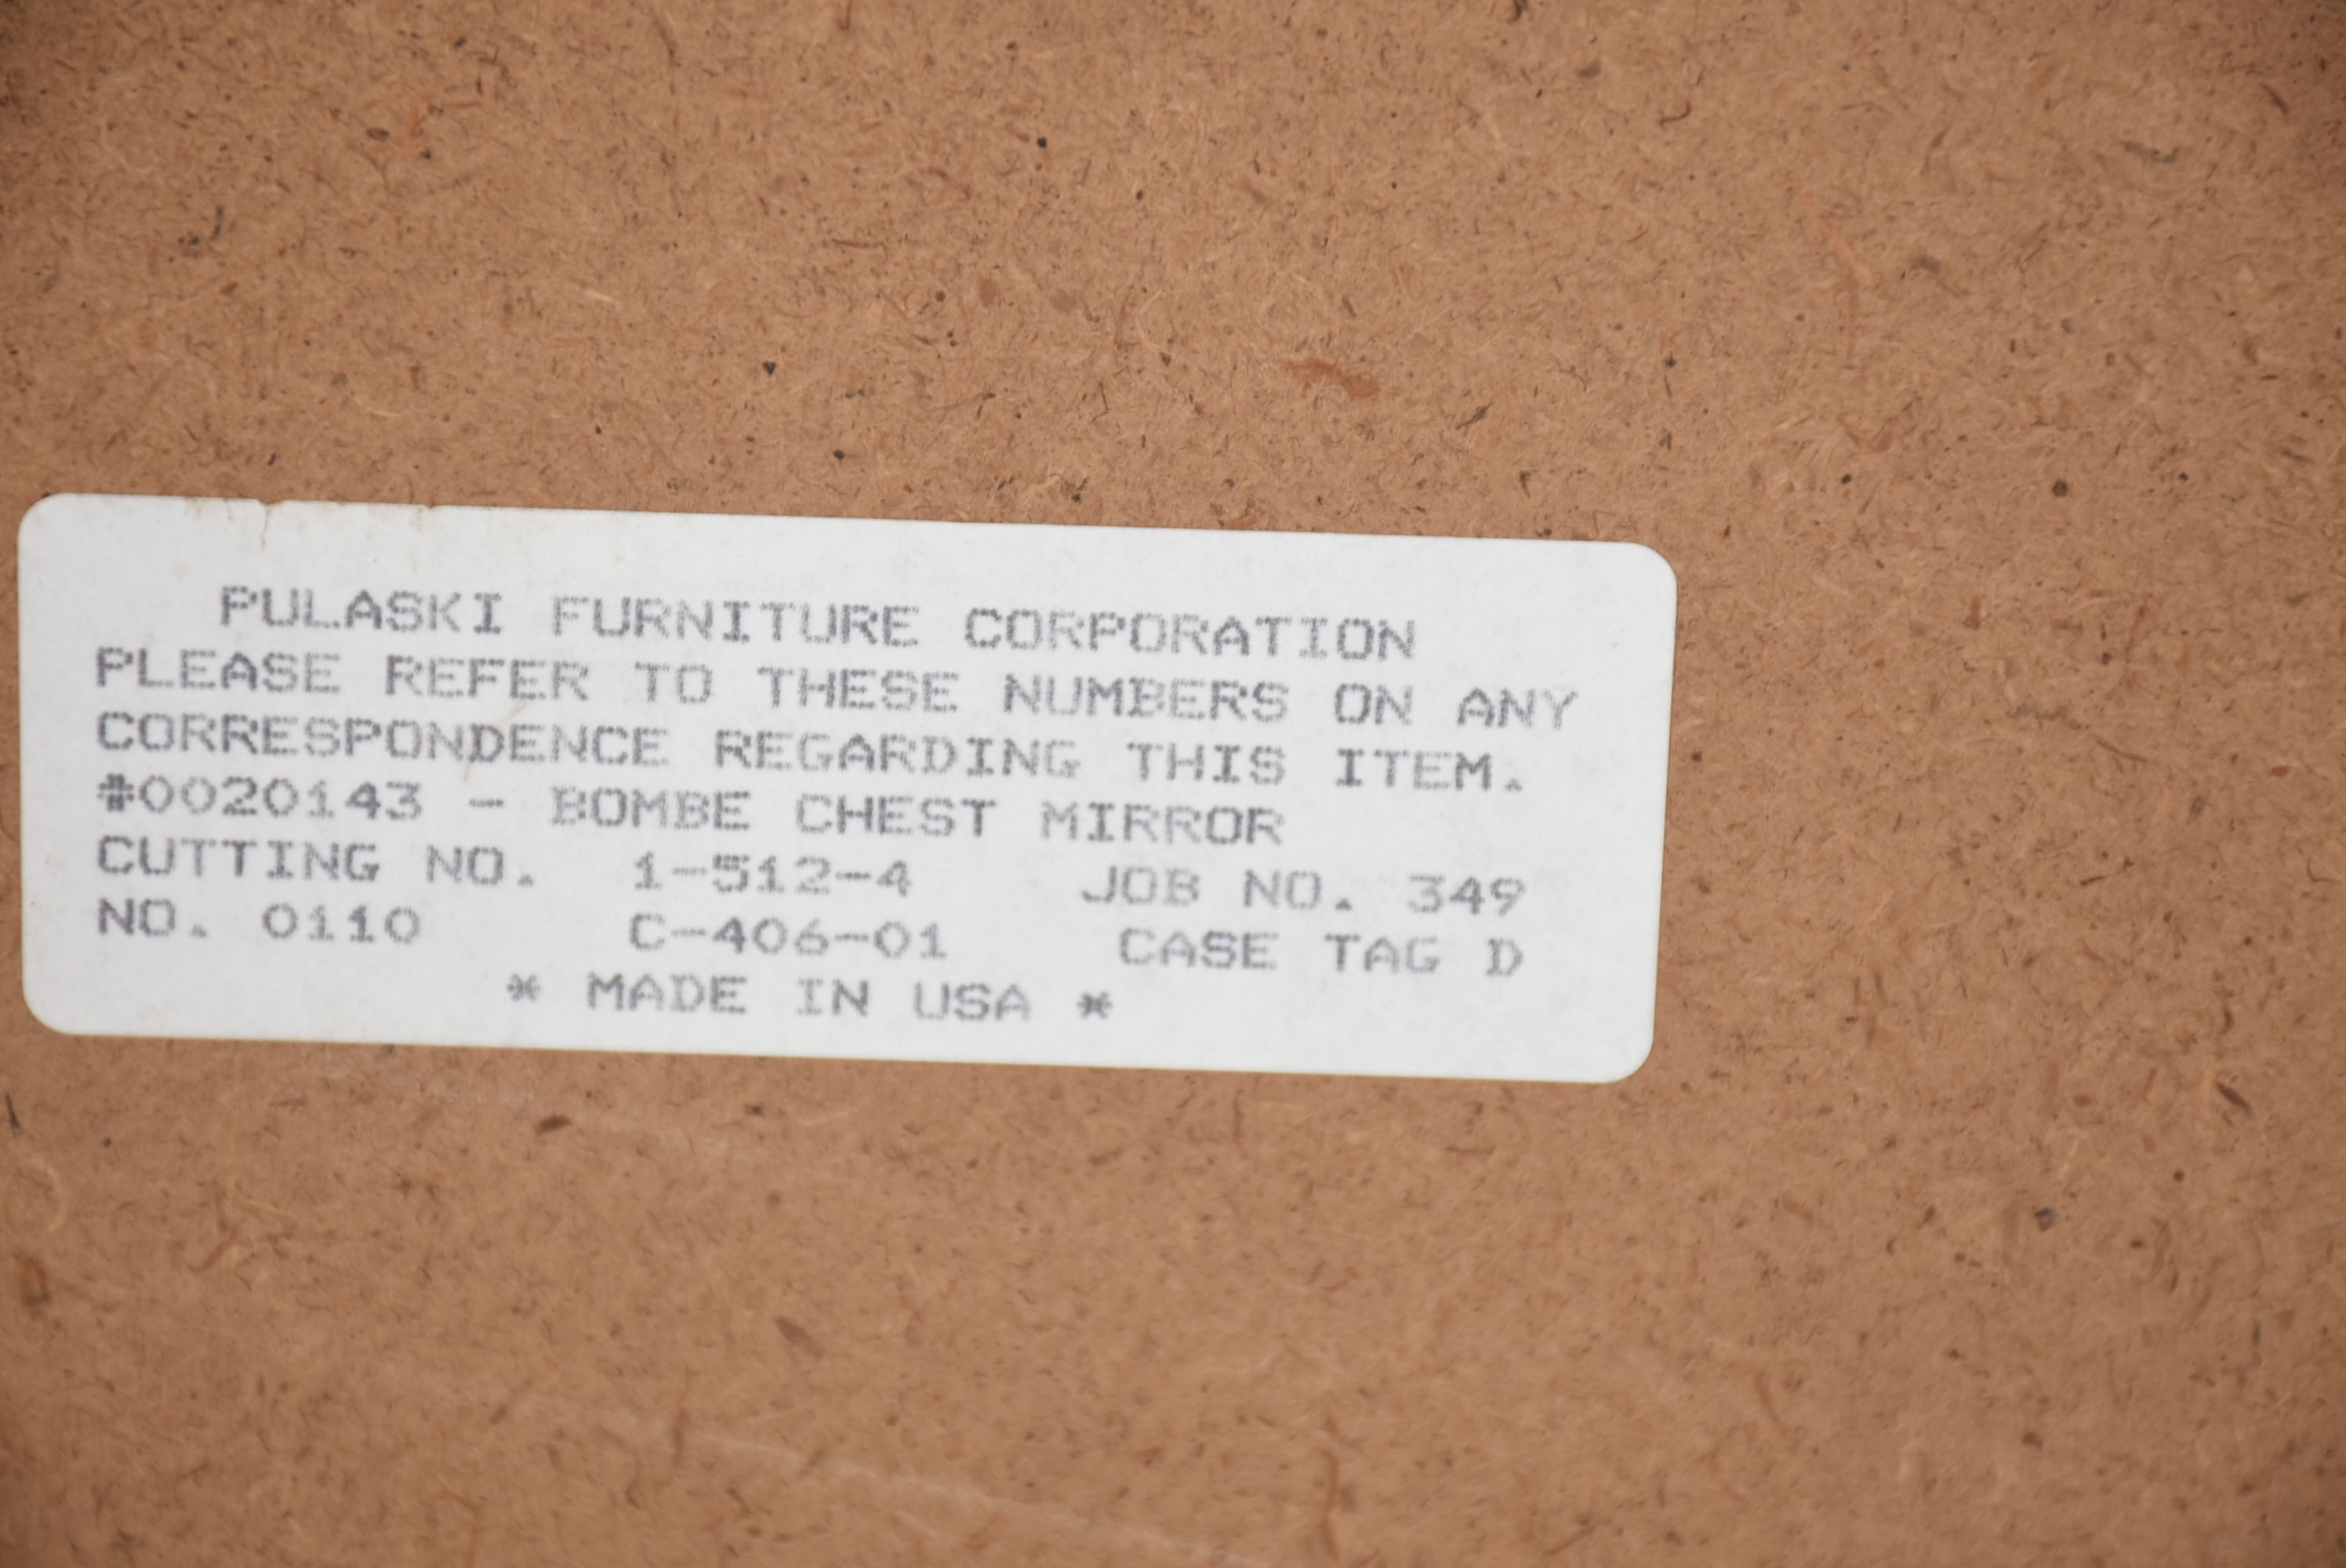 PULASKI FURNITURE CORPORATION
PLEASE REFER TO THESE NUMBERS ON ANY
CORRESPONDENCE REGARDING THIS ITEM.
#0020143 - BOMBE CHEST MIRROR
CUTTING NO. 1-512-4 JOB NO. 349
NO. 0110 C-406-01 CASE TAG D
* MADE IN USA *